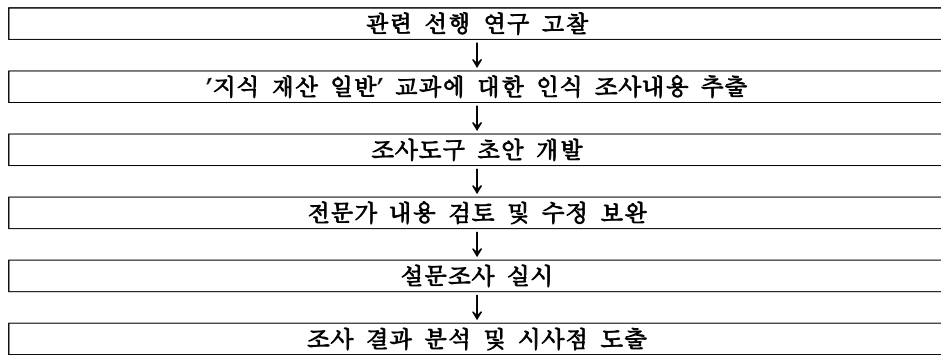 관련 선행 연구 고찰
'지식 재산 일반' 교과에 대한 인식 조사내용 추출
조사도구 초안 개발
전문가 내용 검토 및 수정 보완
설문조사 실시
조사 결과 분석 및 시사점 도출